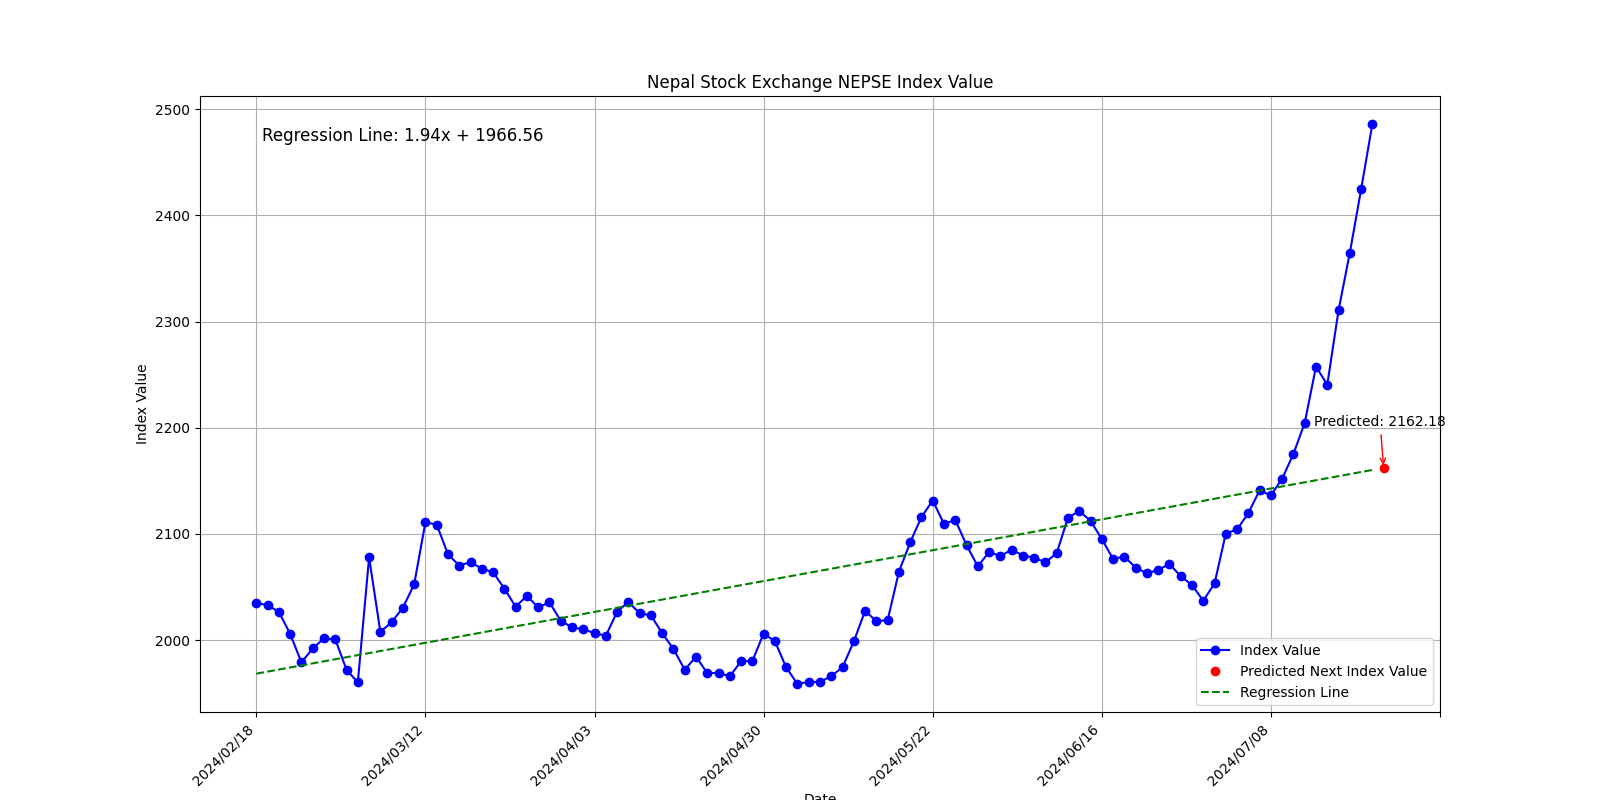 Nepal Stock Exchange NEPSE Index Value
Regression Line: 1.94x + 1966.56
2500
2400
2300
2200
2100
2000
Index Value
Predicted: 2162.18
Index Value
Predicted Next Index Value
Regression Line
2024/02/18
2024/03/12
2024/04/03
2024/04/30
2024/05/22
2024/06/16
2024/07/08
Date